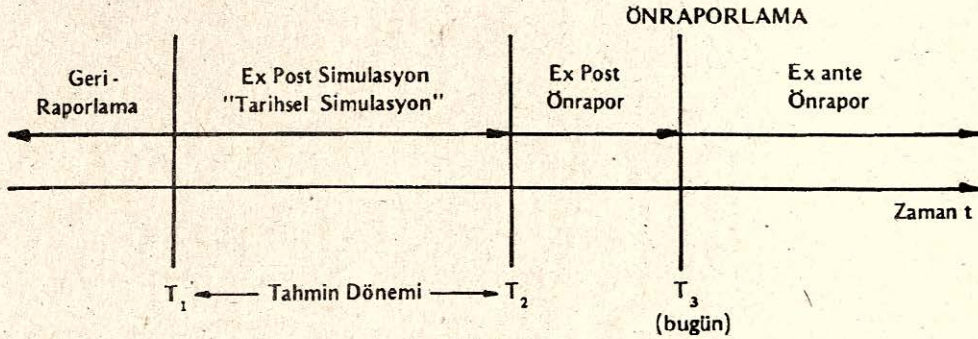 ÖNRAPORLAMA
Geri - Ex Post Simulasyon Ex Post Ex ante
Raporlama "Tarihsel Simulasyon" Önrapor Önrapor
Zaman t
T₁ Tahmin Dönemi T₂ T₃
(bugün)